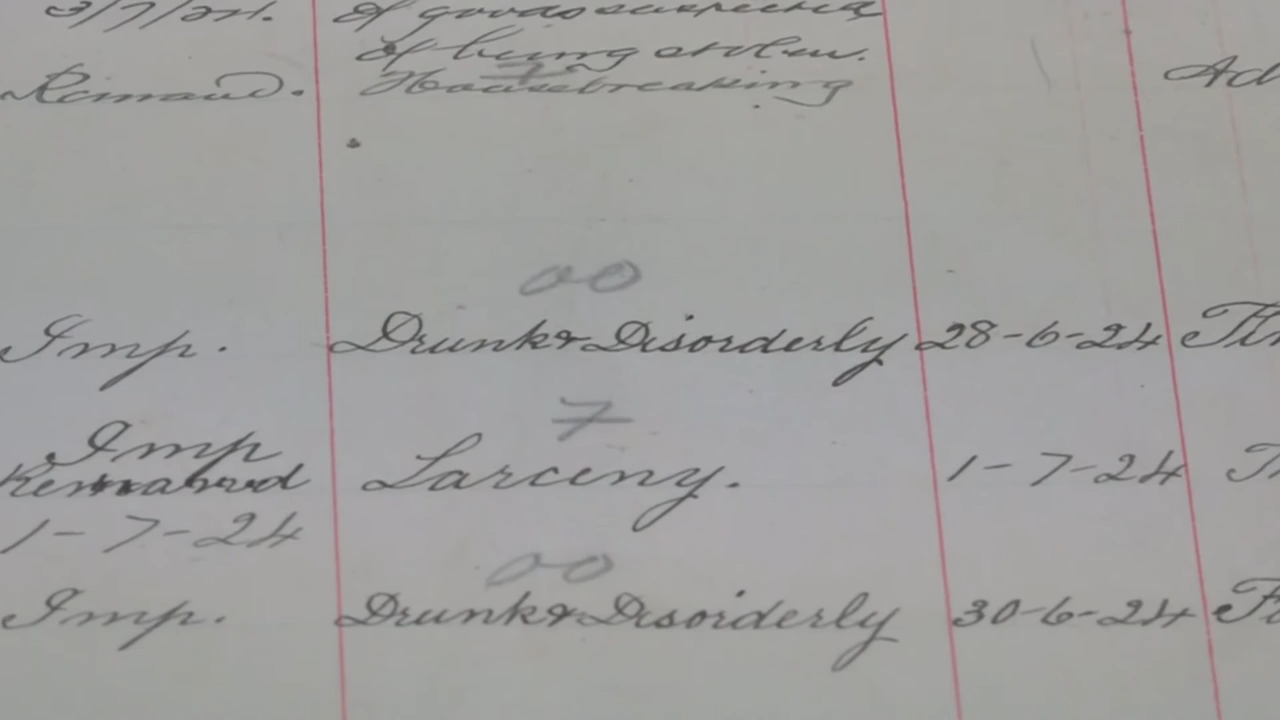 3/7/24. of goods suspected
of being stolen.
Remand. 7 Housebreaking Ad
00
Imp. Drunk & Disorderly 28-6-24
7
Imp
Remand Larceny. 1-7-24
1-7-24
00
Imp. Drunk & Disorderly 30-6-24